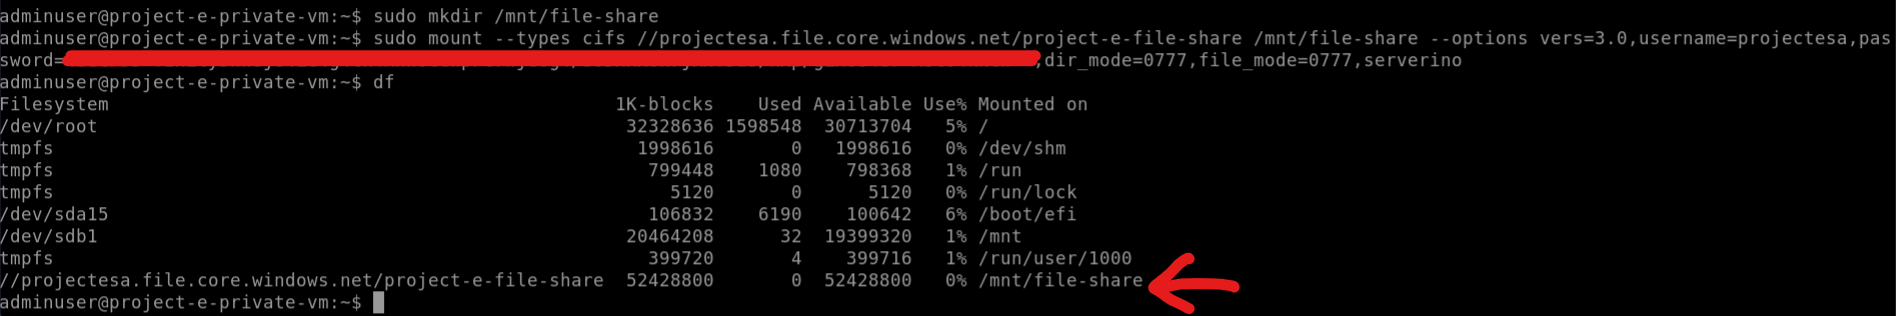 adminuser@project-e-private-vm:~$ sudo mkdir /mnt/file-share
adminuser@project-e-private-vm:~$ sudo mount --types cifs //projectesa.file.core.windows.net/project-e-file-share /mnt/file-share --options vers=3.0,username=projectesa,pas
sword= ,dir_mode=0777,file_mode=0777,serverino
adminuser@project-e-private-vm:~$ df
Filesystem 1K-blocks Used Available Use% Mounted on
/dev/root 32328636 1598548 30713704 5% /
tmpfs 1998616 0 1998616 0% /dev/shm
tmpfs 799448 1080 798368 1% /run
tmpfs 5120 0 5120 0% /run/lock
/dev/sda15 106832 6190 100642 6% /boot/efi
/dev/sdb1 20464208 32 19399320 1% /mnt
tmpfs 399720 4 399716 1% /run/user/1000
//projectesa.file.core.windows.net/project-e-file-share 52428800 0 52428800 0% /mnt/file-share
adminuser@project-e-private-vm:~$